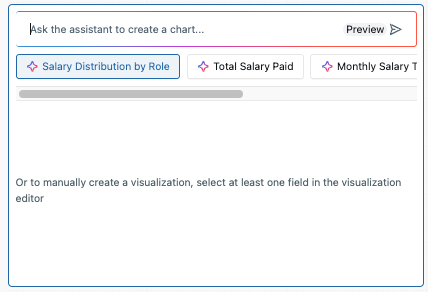 Ask the assistant to create a chart... Preview
Salary Distribution by Role Total Salary Paid Monthly Salary T
Or to manually create a visualization, select at least one field in the visualization
editor